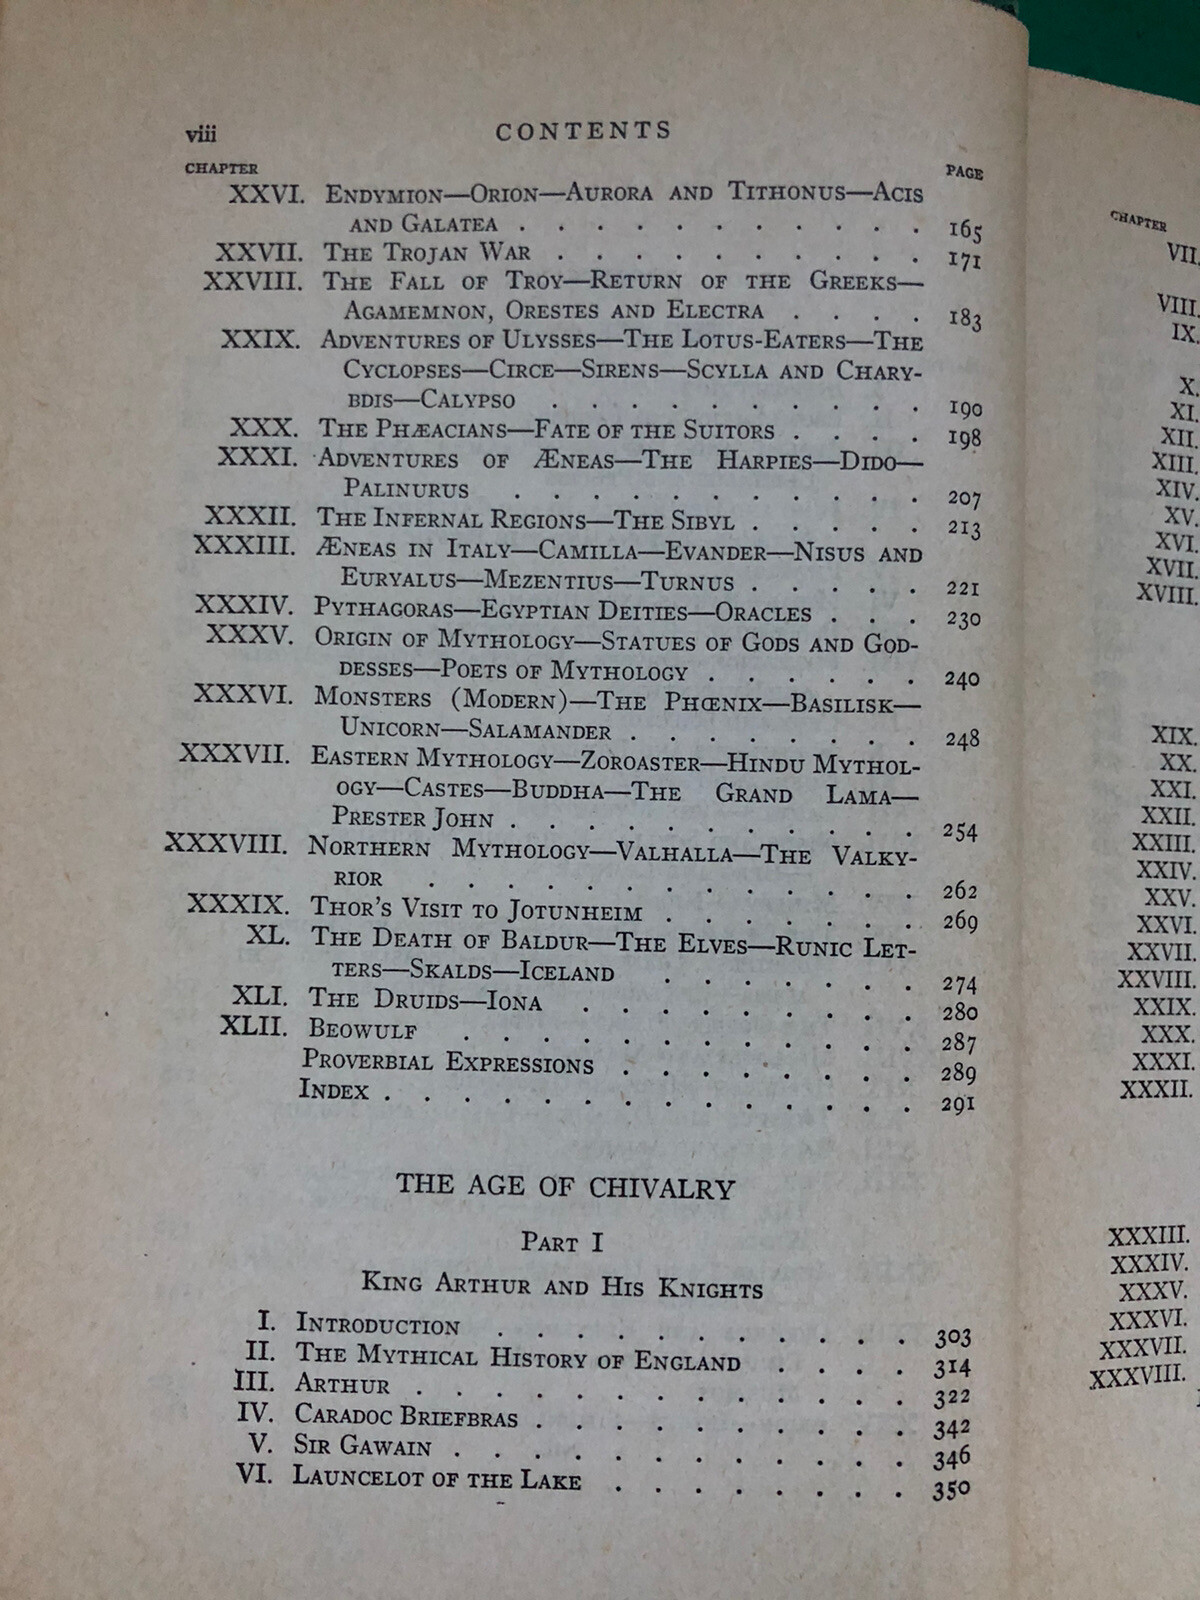 viii CONTENTS
CHAPTER PAGE
XXVI. Endymion—Orion—Aurora and Tithonus—Acis
and Galatea . . . . . . . . . . . 165
XXVII. The Trojan War . . . . . . . . . . 171
XXVIII. The Fall of Troy—Return of the Greeks—
Agamemnon, Orestes and Electra . . . . 183
XXIX. Adventures of Ulysses—The Lotus-Eaters—The
Cyclopses—Circe—Sirens—Scylla and Chary-
bdis—Calypso . . . . . . . . . . 190
XXX. The Phæacians—Fate of the Suitors . . . . 198
XXXI. Adventures of Æneas—The Harpies—Dido—
Palinurus . . . . . . . . . . . 207
XXXII. The Infernal Regions—The Sibyl . . . . . 213
XXXIII. Æneas in Italy—Camilla—Evander—Nisus and
Euryalus—Mezentius—Turnus . . . . . 221
XXXIV. Pythagoras—Egyptian Deities—Oracles . . . 230
XXXV. Origin of Mythology—Statues of Gods and God-
desses—Poets of Mythology . . . . . . 240
XXXVI. Monsters (Modern)—The Phœnix—Basilisk—
Unicorn—Salamander . . . . . . . . 248
XXXVII. Eastern Mythology—Zoroaster—Hindu Mythol-
ogy—Castes—Buddha—The Grand Lama—
Prester John . . . . . . . . . . . 254
XXXVIII. Northern Mythology—Valhalla—The Valky-
rior . . . . . . . . . . . . . 262
XXXIX. Thor's Visit to Jotunheim . . . . . . . 269
XL. The Death of Baldur—The Elves—Runic Let-
ters—Skalds—Iceland . . . . . . . 274
XLI. The Druids—Iona . . . . . . . . . 280
XLII. Beowulf . . . . . . . . . . . . 287
Proverbial Expressions . . . . . . . . 289
Index . . . . . . . . . . . . . . 291
THE AGE OF CHIVALRY
Part I
King Arthur and His Knights
I. Introduction . . . . . . . . . . . 303
II. The Mythical History of England . . . . 314
III. Arthur . . . . . . . . . . . . . 322
IV. Caradoc Briefbras . . . . . . . . . . 342
V. Sir Gawain . . . . . . . . . . . . 346
VI. Launcelot of the Lake . . . . . . . . 350
CHAPTER
VII.
VIII.
IX.
X.
XI.
XII.
XIII.
XIV.
XV.
XVI.
XVII.
XVIII.
XIX.
XX.
XXI.
XXII.
XXIII.
XXIV.
XXV.
XXVI.
XXVII.
XXVIII.
XXIX.
XXX.
XXXI.
XXXII.
XXXIII.
XXXIV.
XXXV.
XXXVI.
XXXVII.
XXXVIII.